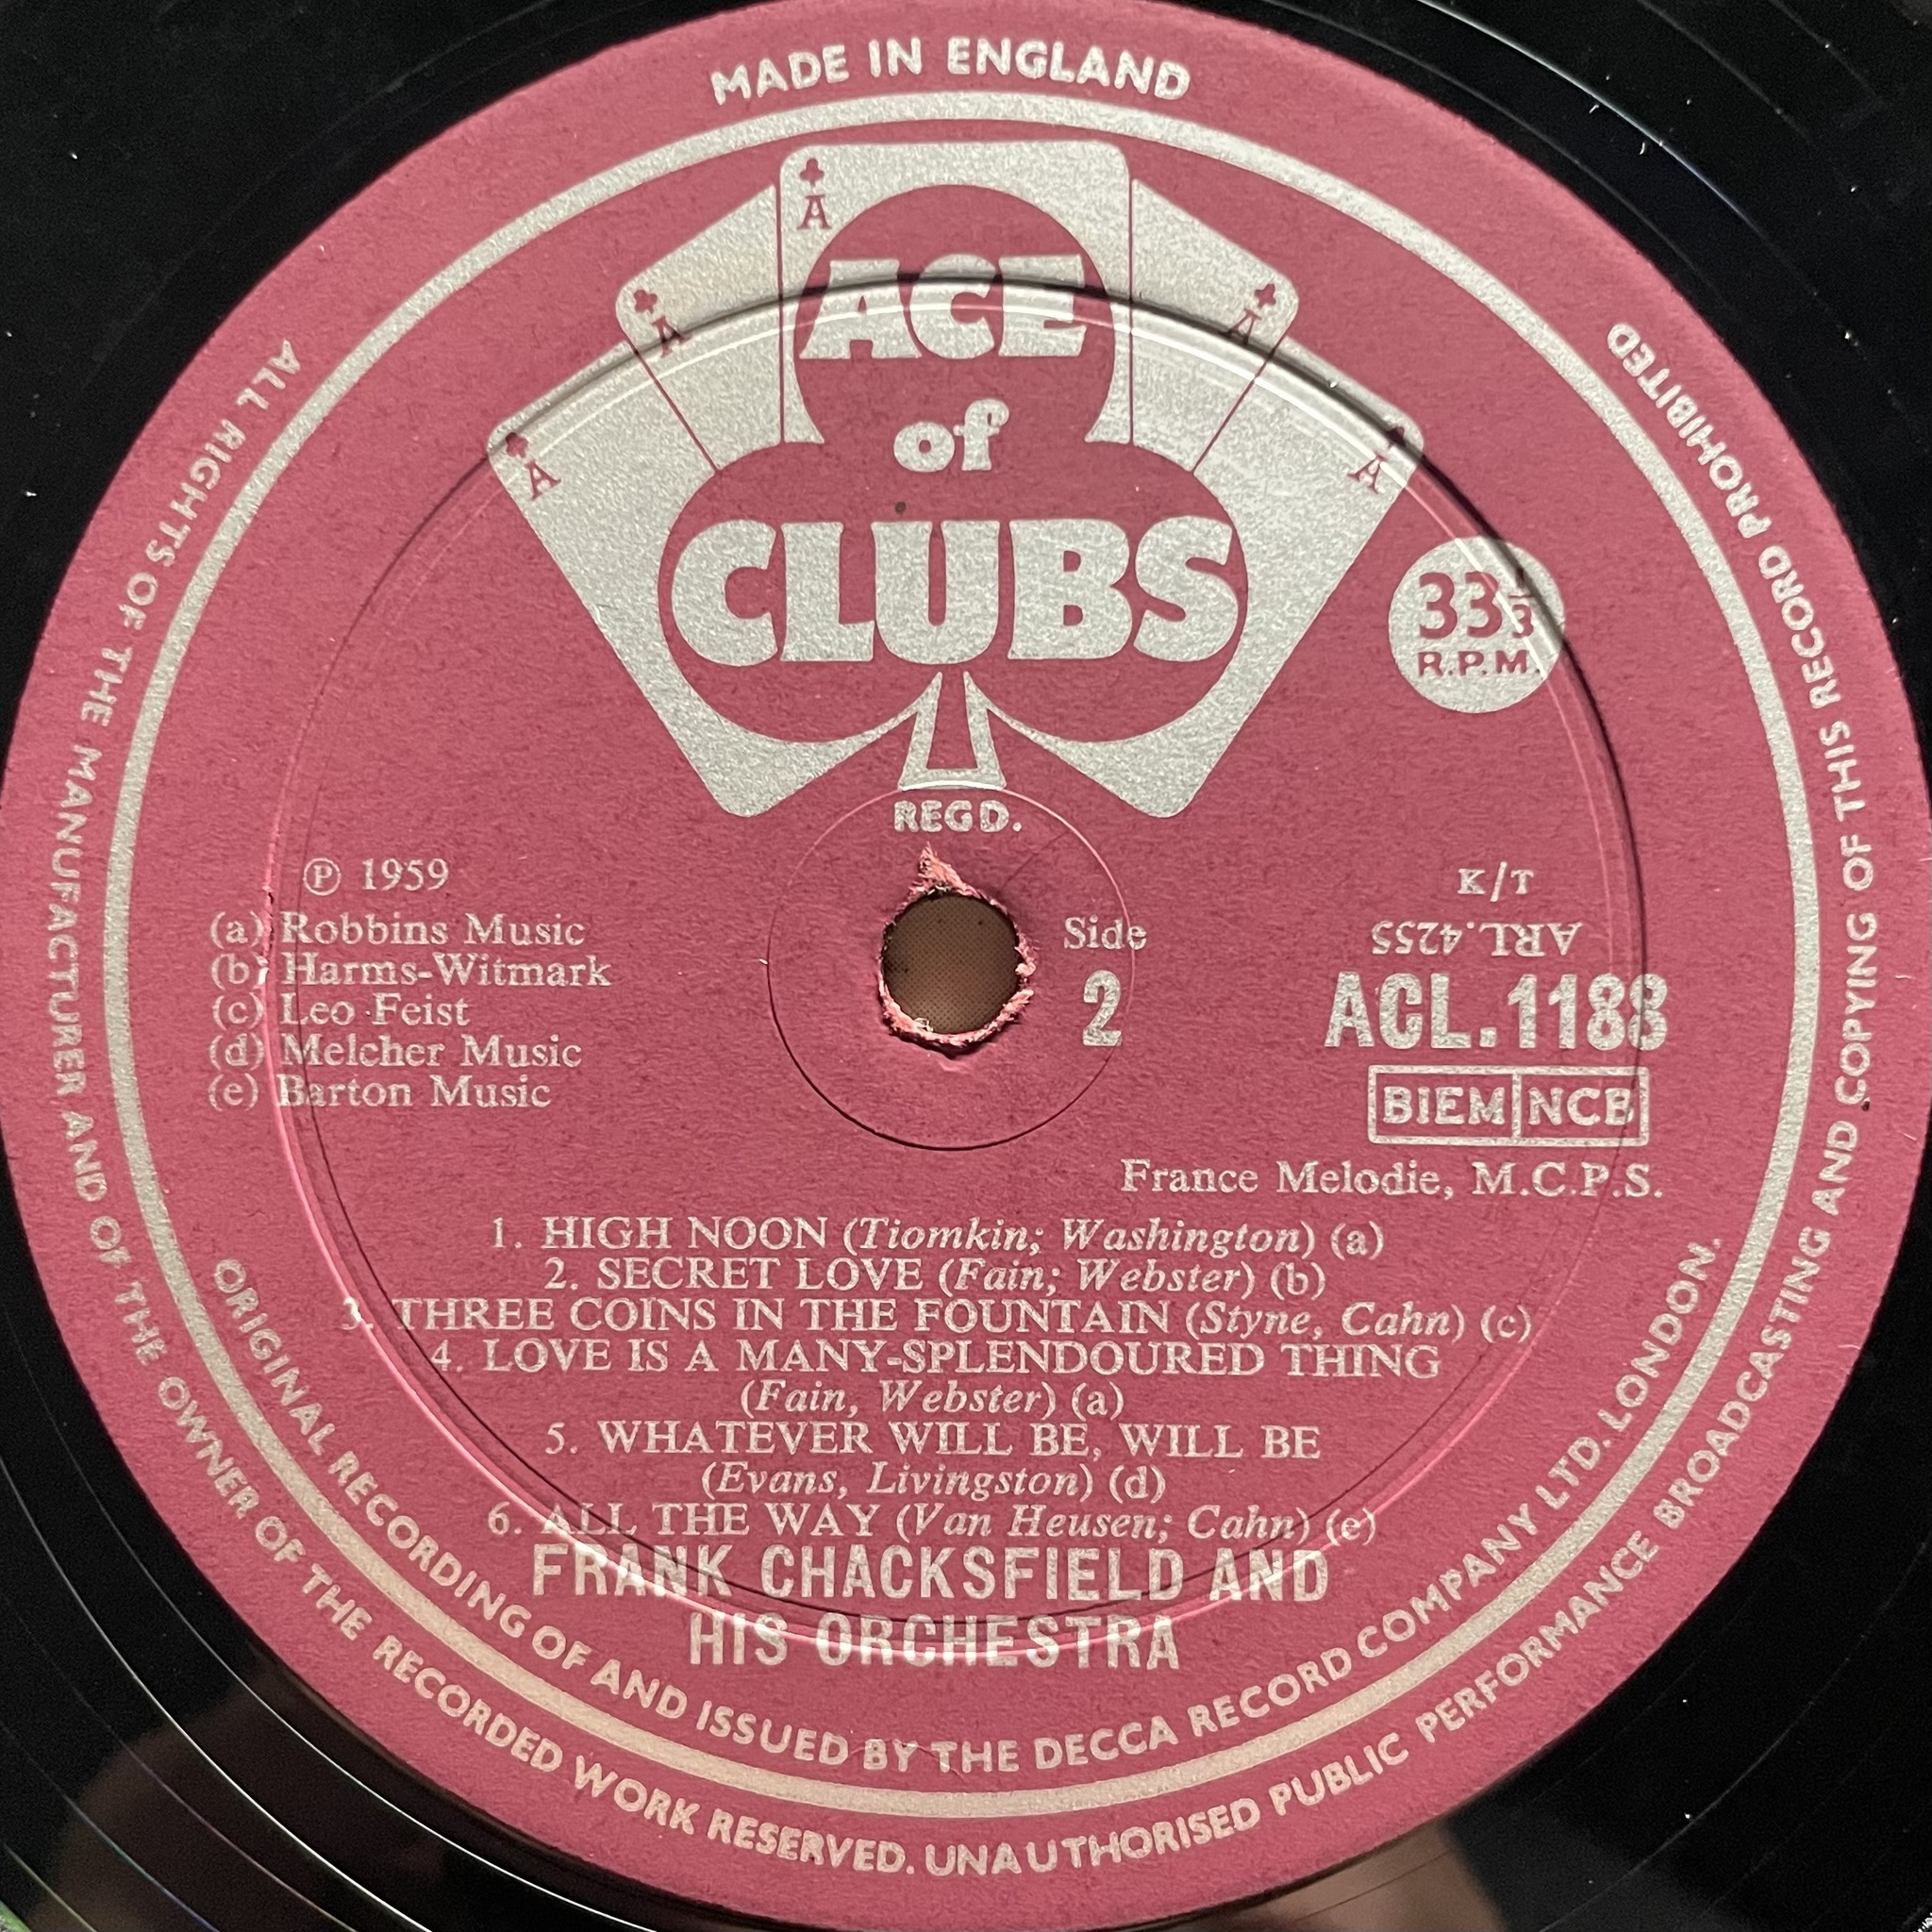 MADE IN ENGLAND
A
A
A
A
A
ACE
of
CLUBS
REGD.
33⅓
R.P.M.
℗ 1959
(a) Robbins Music
(b) Harms-Witmark
(c) Leo Feist
(d) Melcher Music
(e) Barton Music
Side
2
K/T
ARL.4255
ACL.1188
BIEM NCB
France Melodie, M.C.P.S.
1. HIGH NOON (Tiomkin; Washington) (a)
2. SECRET LOVE (Fain; Webster) (b)
3. THREE COINS IN THE FOUNTAIN (Styne, Cahn) (c)
4. LOVE IS A MANY-SPLENDOURED THING
(Fain, Webster) (a)
5. WHATEVER WILL BE, WILL BE
(Evans, Livingston) (d)
6. ALL THE WAY (Van Heusen; Cahn) (e)
FRANK CHACKSFIELD AND
HIS ORCHESTRA
ORIGINAL RECORDING OF AND ISSUED BY THE DECCA RECORD COMPANY LTD. LONDON.
ALL RIGHTS OF THE MANUFACTURER AND OF THE OWNER OF THE RECORDED WORK RESERVED. UNAUTHORISED PUBLIC PERFORMANCE BROADCASTING AND COPYING OF THIS RECORD PROHIBITED